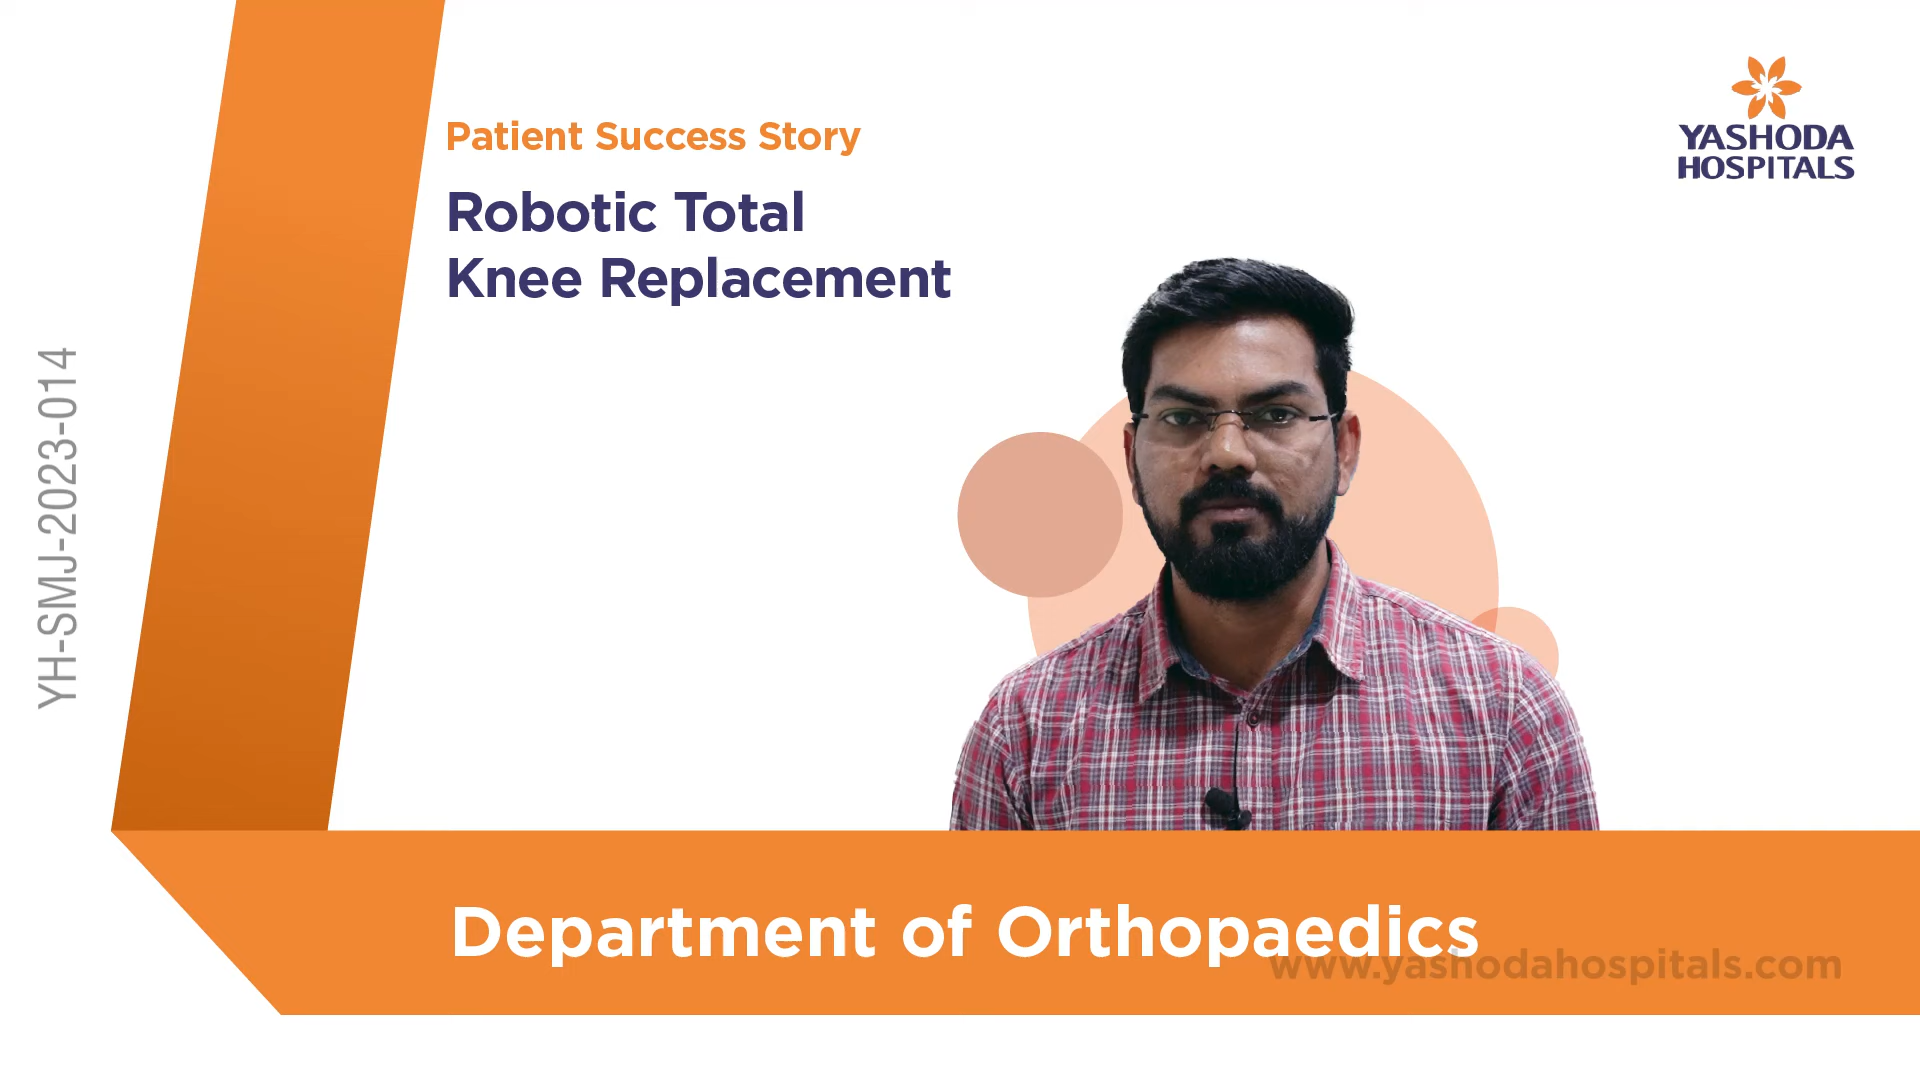 Patient Success Story
Robotic Total
Knee Replacement
YASHODA
HOSPITALS
YH-SMJ-2023-014
Department of Orthopaedics
www.yashodahospitals.com